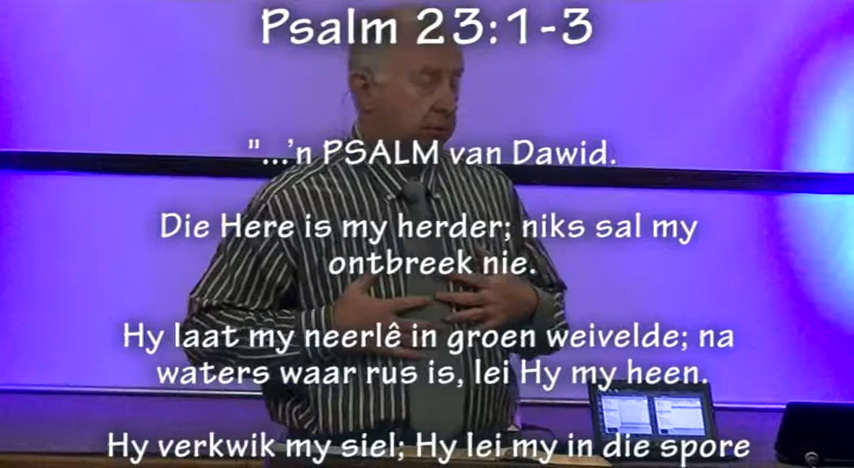 Psalm 23:1-3
"...'n PSALM van Dawid.
Die Here is my herder; niks sal my
ontbreek nie.
Hy laat my neerlê in groen weivelde; na
waters waar rus is, lei Hy my heen.
Hy verkwik my siel; Hy lei my in die spore